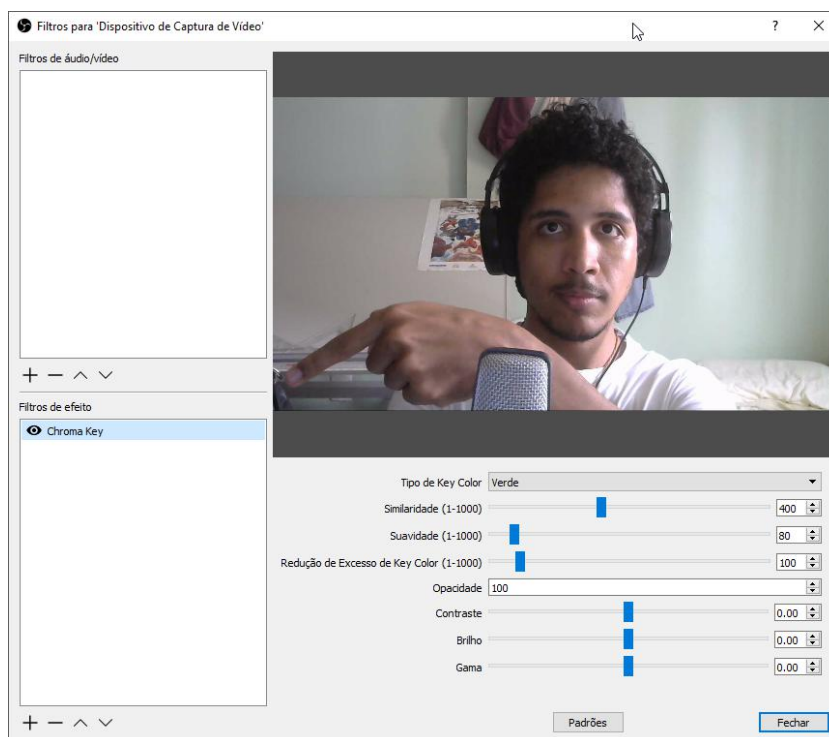 Filtros para 'Dispositivo de Captura de Vídeo'
?
Filtros de áudio/vídeo
Filtros de efeito
Chroma Key
Tipo de Key Color Verde
Similaridade (1-1000) 400
Suavidade (1-1000) 80
Redução de Excesso de Key Color (1-1000) 100
Opacidade 100
Contraste 0.00
Brilho 0.00
Gama 0.00
Padrões Fechar